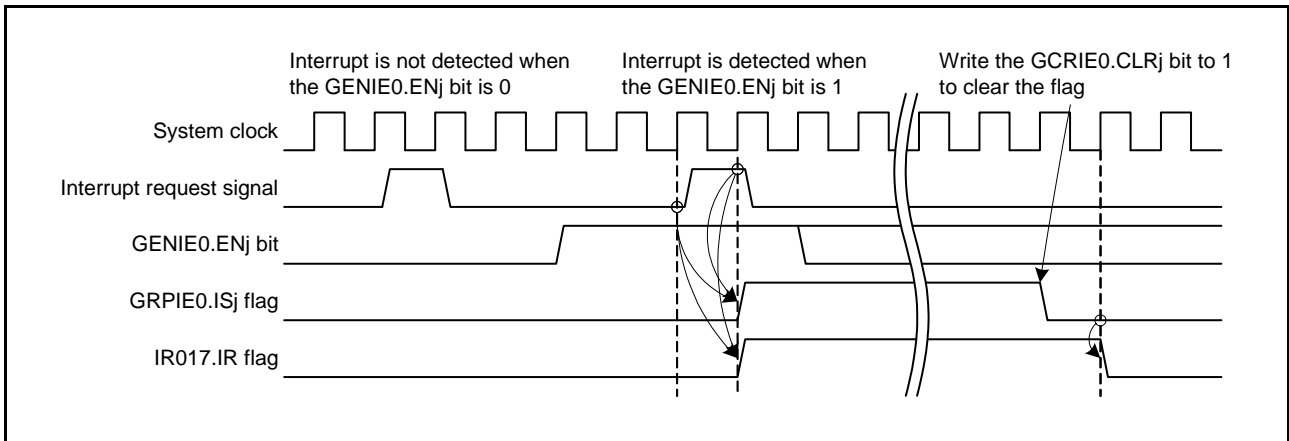 Interrupt is not detected when
the GENIE0.ENj bit is 0
Interrupt is detected when
the GENIE0.ENj bit is 1
Write the GCRIE0.CLRj bit to 1
to clear the flag
System clock
Interrupt request signal
GENIE0.ENj bit
GRPIE0.ISj flag
IR017.IR flag